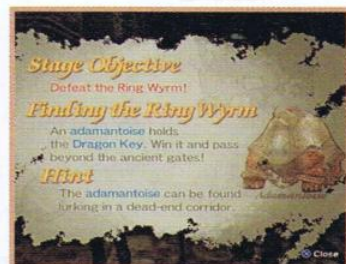 Stage Objective
Defeat the Ring Wyrm!
Finding the Ring Wyrm
An adamantoise holds
the Dragon Key. Win it and pass
beyond the ancient gates!
Hint
The adamantoise can be found
lurking in a dead-end corridor.
Adamantoise
Close